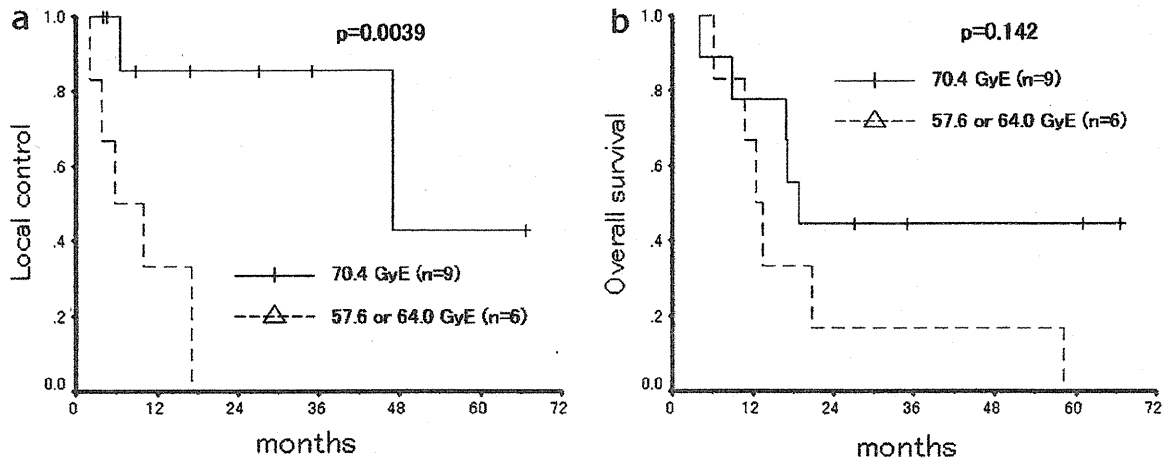 a
p=0.0039
1.0
.8
.6
.4
.2
0.0
Local control
70.4 GyE (n=9)
57.6 or 64.0 GyE (n=6)
0 12 24 36 48 60 72
months
b
p=0.142
70.4 GyE (n=9)
57.6 or 64.0 GyE (n=6)
1.0
.8
.6
.4
.2
0.0
Overall survival
0 12 24 36 48 60 72
months